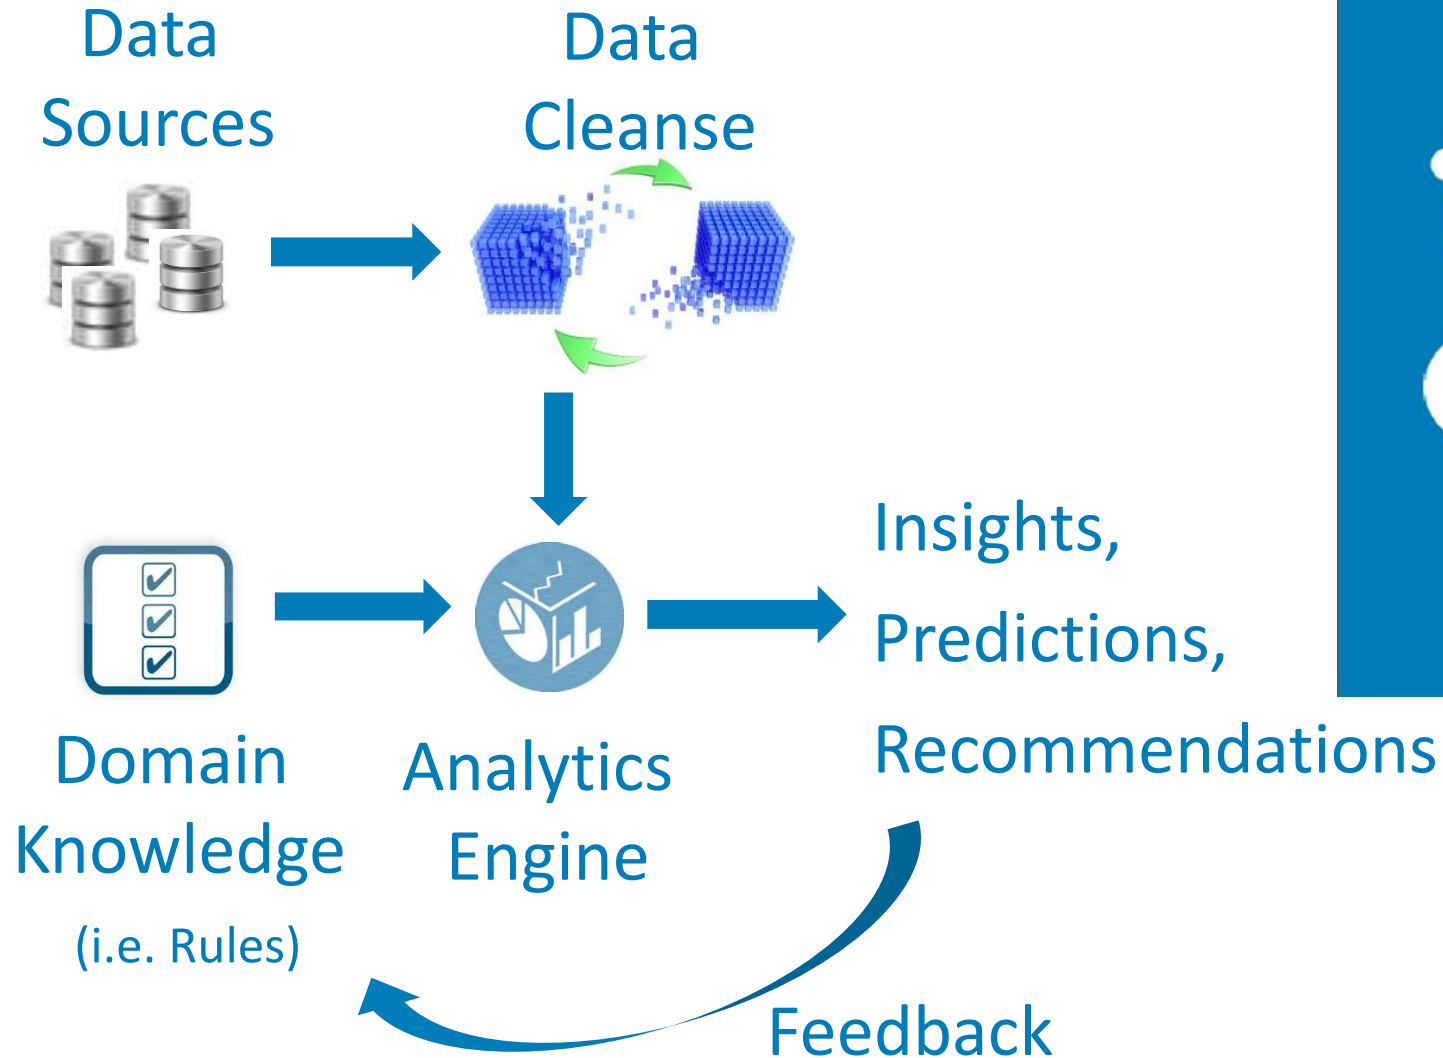 Data
Sources
Data
Cleanse
Insights,
Predictions,
Recommendations
Domain
Knowledge
(i.e. Rules)
Analytics
Engine
Feedback